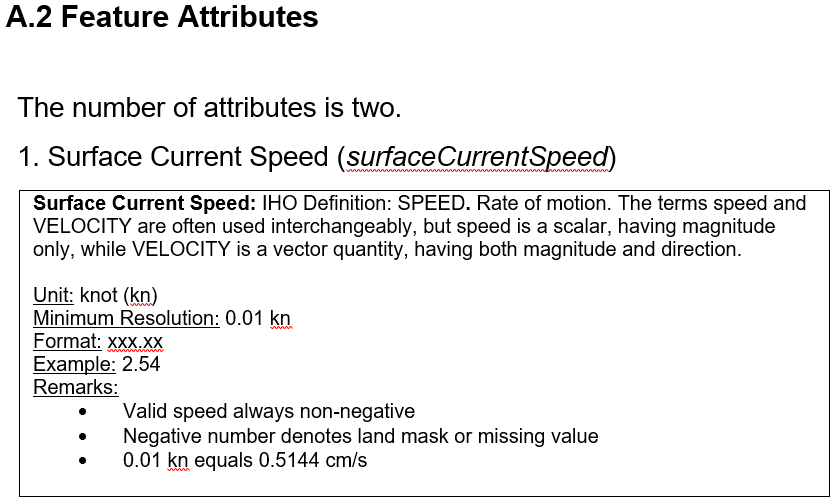 A.2 Feature Attributes
The number of attributes is two.
1. Surface Current Speed (surfaceCurrentSpeed)
Surface Current Speed: IHO Definition: SPEED. Rate of motion. The terms speed and
VELOCITY are often used interchangeably, but speed is a scalar, having magnitude
only, while VELOCITY is a vector quantity, having both magnitude and direction.
Unit: knot (kn)
Minimum Resolution: 0.01 kn
Format: xxx.xx
Example: 2.54
Remarks:
• Valid speed always non-negative
• Negative number denotes land mask or missing value
• 0.01 kn equals 0.5144 cm/s